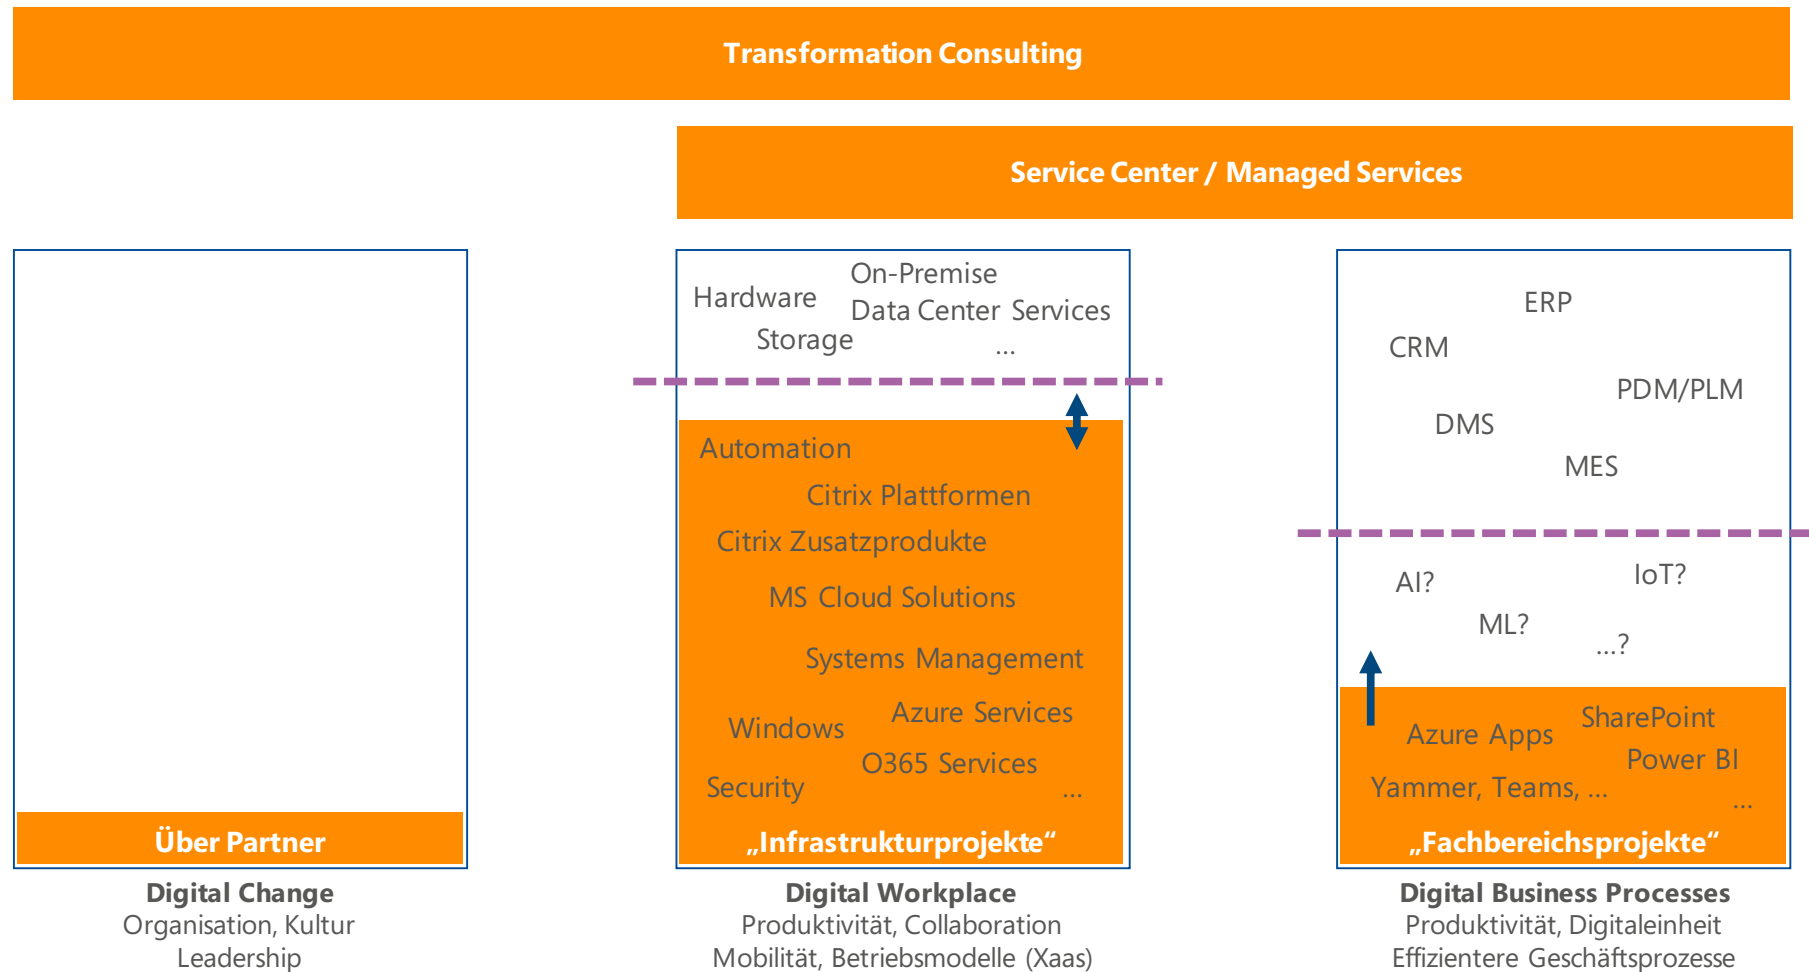 Transformation Consulting
Service Center / Managed Services
Über Partner
Digital Change
Organisation, Kultur
Leadership
On-Premise
Hardware
Data Center Services
Storage
...
Automation
Citrix Plattformen
Citrix Zusatzprodukte
MS Cloud Solutions
Systems Management
Azure Services
Windows
O365 Services
Security
...
„Infrastrukturprojekte“
Digital Workplace
Produktivität, Collaboration
Mobilität, Betriebsmodelle (Xaas)
ERP
CRM
PDM/PLM
DMS
MES
IoT?
AI?
ML?
...?
SharePoint
Azure Apps
Power BI
Yammer, Teams, ...
...
„Fachbereichsprojekte“
Digital Business Processes
Produktivität, Digitaleinheit
Effizientere Geschäftsprozesse